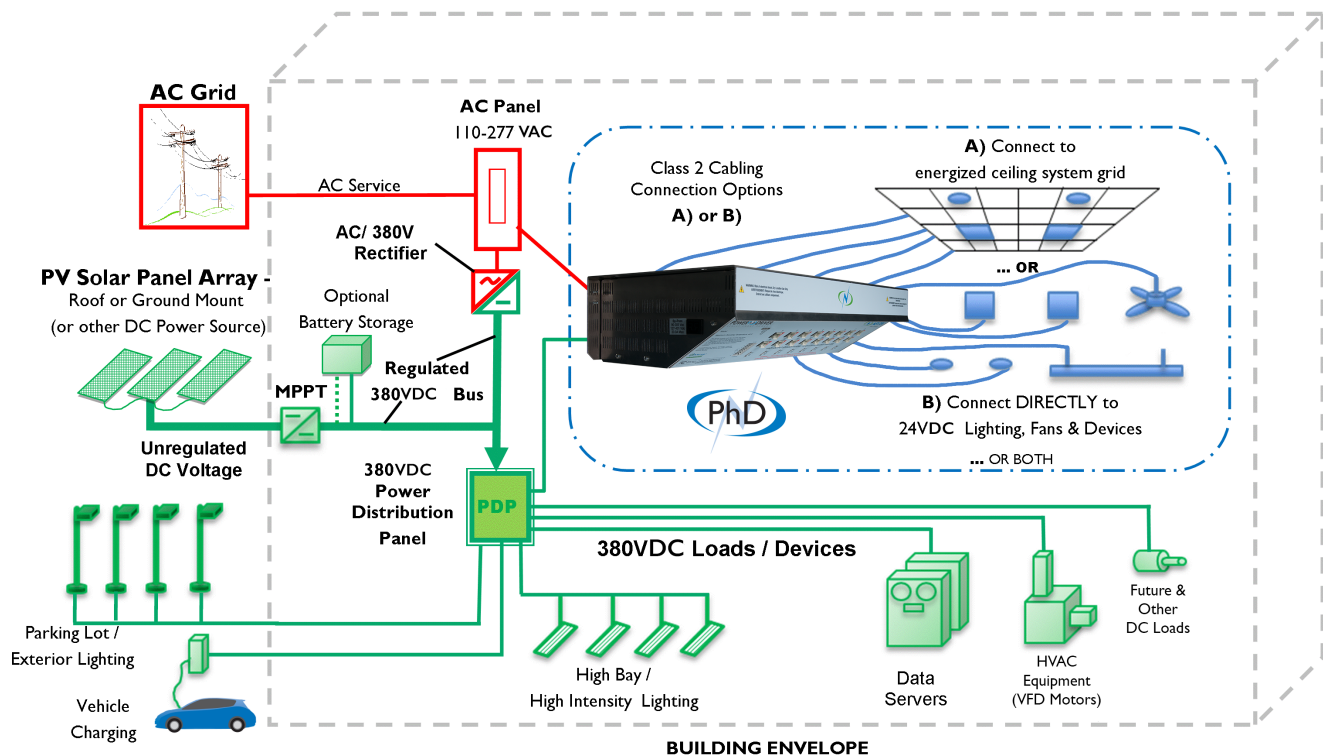 AC Grid
AC Panel
110-277 VAC
AC Service
AC/ 380V
Rectifier
Class 2 Cabling
Connection Options
A) or B)
A) Connect to
energized ceiling system grid
... OR
PV Solar Panel Array -
Roof or Ground Mount
(or other DC Power Source)
Optional
Battery Storage
Regulated
380VDC Bus
MPPT
Unregulated
DC Voltage
PhD
B) Connect DIRECTLY to
24VDC Lighting, Fans & Devices
... OR BOTH
380VDC
Power
Distribution
Panel
PDP
380VDC Loads / Devices
Parking Lot /
Exterior Lighting
Vehicle
Charging
High Bay /
High Intensity Lighting
Data
Servers
HVAC
Equipment
(VFD Motors)
Future &
Other
DC Loads
BUILDING ENVELOPE